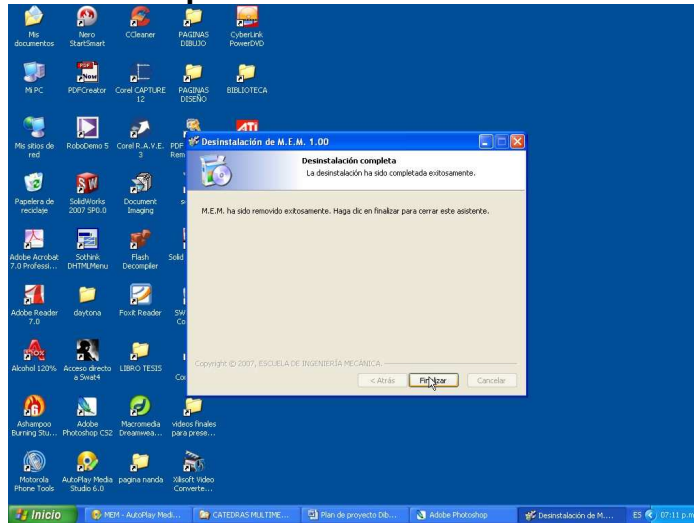 Mis documentos
Nero StartSmart
CCleaner
PAGINAS DIBUJO
CyberLink PowerDVD
Mi PC
PDFCreator
Corel CAPTURE 12
PAGINAS DISEÑO
BIBLIOTECA
Mis sitios de red
RoboDemo 5
Corel R.A.V.E. 3
PDF
Papelera de reciclaje
SolidWorks 2007 SP0.0
Document Imaging
Adobe Acrobat 7.0 Professi...
Sothink DHTMLMenu
Flash Decompiler
Solid
Adobe Reader 7.0
daytona
Foxit Reader
SW
Alcohol 120%
Acceso directo a Swat4
LIBRO TESIS
Ashampoo Burning Stu...
Adobe Photoshop CS2
Macromedia Dreamwea...
videos finales para prese...
Motorola Phone Tools
AutoPlay Media Studio 6.0
pagina nanda
Xilisoft Video Converte...
Desinstalación de M.E.M. 1.00
Desinstalación completa
La desinstalación ha sido completada exitosamente.
M.E.M. ha sido removido exitosamente. Haga clic en finalizar para cerrar este asistente.
Copyright © 2007, ESCUELA DE INGENIERÍA MECÁNICA.
< Atrás
Finalizar
Cancelar
Inicio
MEM - AutoPlay Medi...
CATEDRAS MULTIME...
Plan de proyecto Dib...
Adobe Photoshop
Desinstalación de M....
ES
07:11 p.m